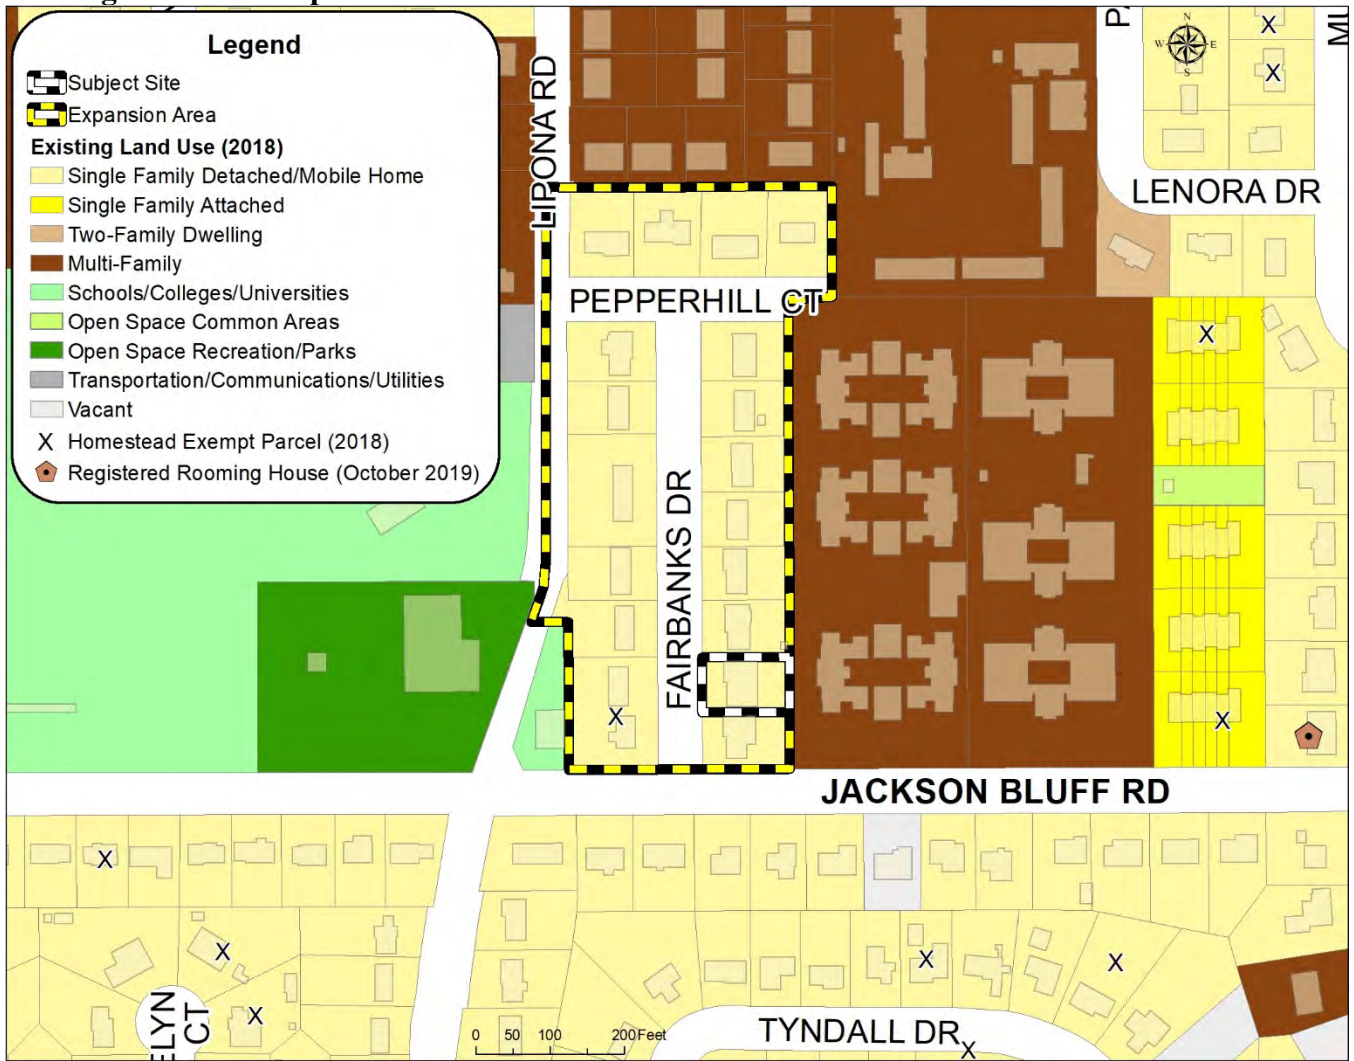 Legend
Subject Site
Expansion Area
Existing Land Use (2018)
Single Family Detached/Mobile Home
Single Family Attached
Two-Family Dwelling
Multi-Family
Schools/Colleges/Universities
Open Space Common Areas
Open Space Recreation/Parks
Transportation/Communications/Utilities
Vacant
X Homestead Exempt Parcel (2018)
Registered Rooming House (October 2019)
LIPONA RD
N
W E
S
X
X
LENORA DR
PEPPERHILL CT
X
FAIRBANKS DR
X
X
JACKSON BLUFF RD
X
X
X
X
X
ELYN
CT
0 50 100 200 Feet
TYNDALL DR
X